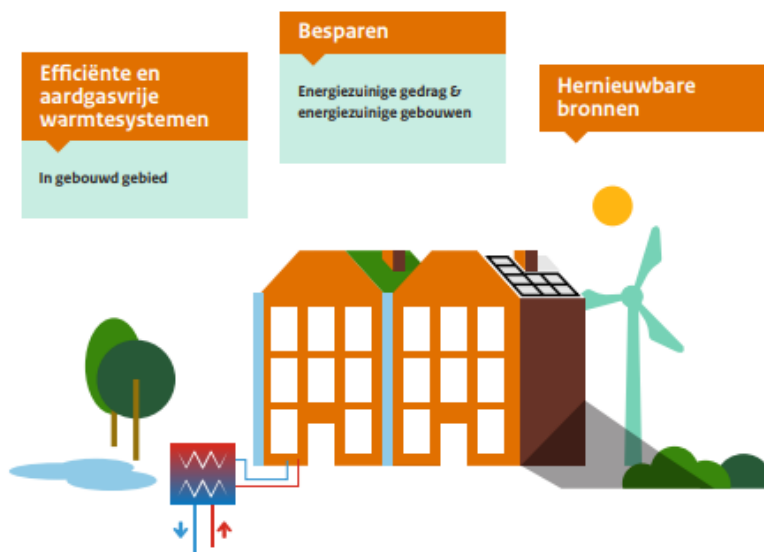 Efficiënte en
aardgasvrije
warmtesystemen
In gebouwd gebied
Besparen
Energiezuinige gedrag &
energiezuinige gebouwen
Hernieuwbare
bronnen